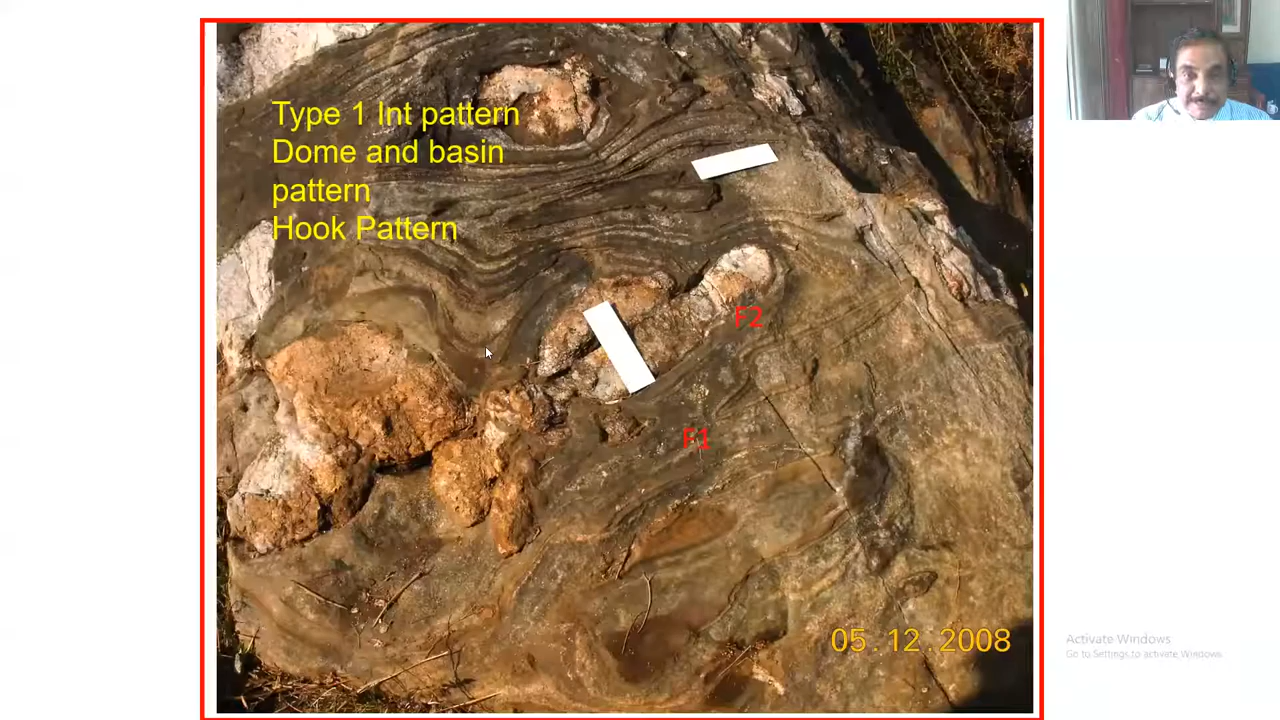 Type 1 Int pattern
Dome and basin
pattern
Hook Pattern
F2
F1
05.12.2008
Activate Windows
Go to Settings to activate Windows.